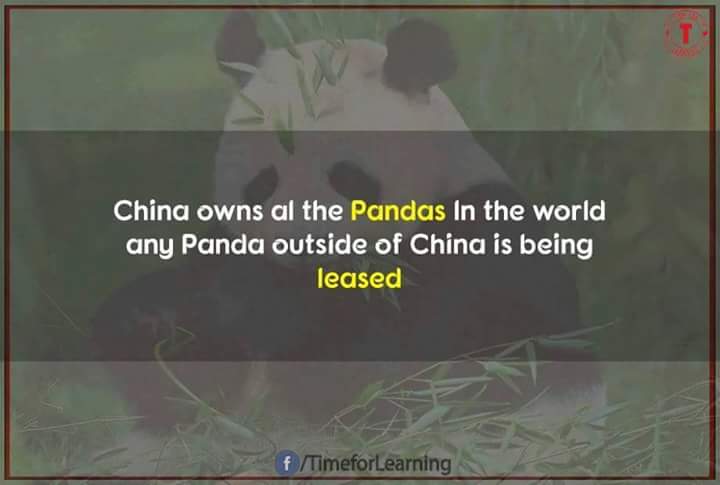 T
China owns al the Pandas In the world
any Panda outside of China is being
leased
f /TimeforLearning